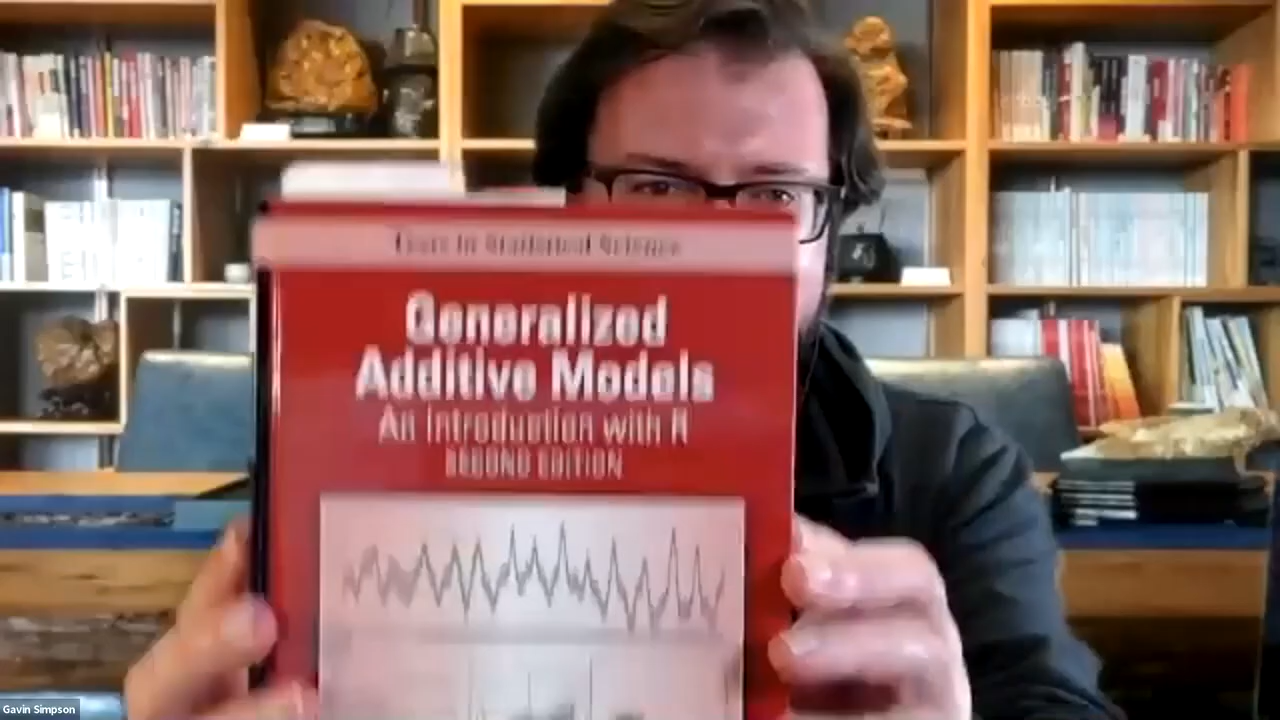 Texts in Statistical Science
Generalized
Additive Models
An Introduction with R
SECOND EDITION
Gavin Simpson